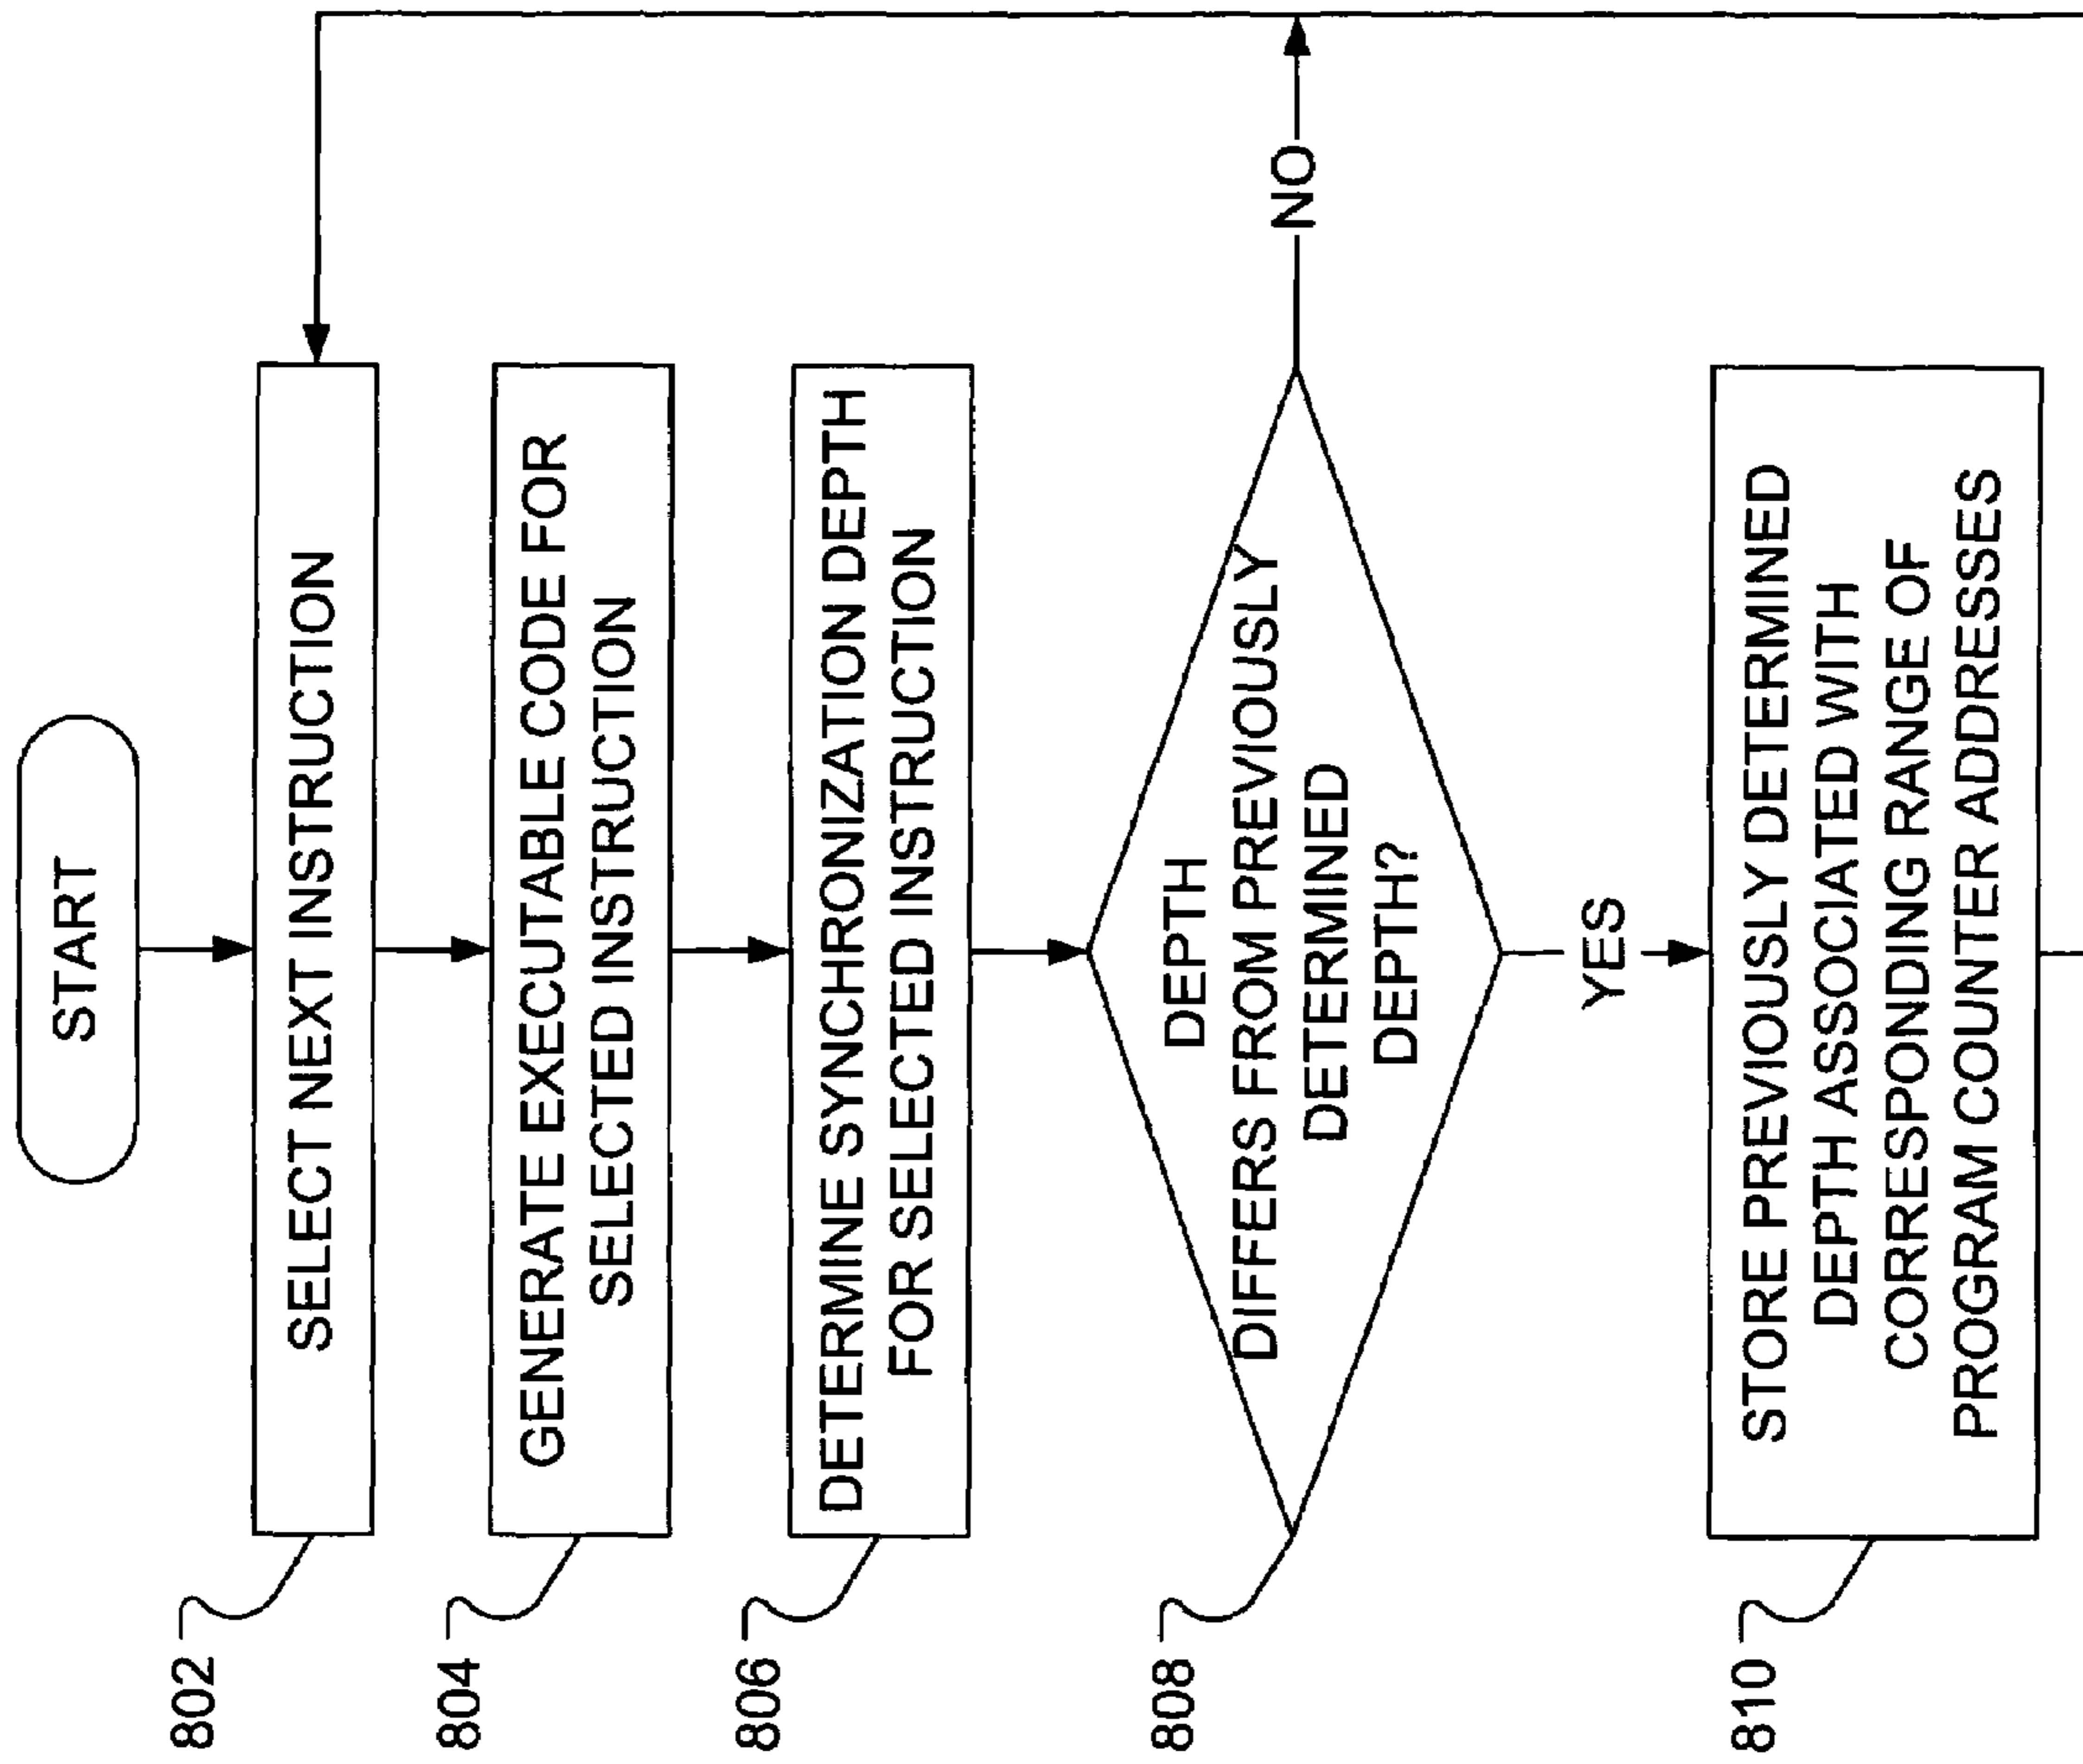 START
802
SELECT NEXT INSTRUCTION
804
GENERATE EXECUTABLE CODE FOR
SELECTED INSTRUCTION
806
DETERMINE SYNCHRONIZATION DEPTH
FOR SELECTED INSTRUCTION
808
DEPTH
DIFFERS FROM PREVIOUSLY
DETERMINED
DEPTH?
NO
YES
810
STORE PREVIOUSLY DETERMINED
DEPTH ASSOCIATED WITH
CORRESPONDING RANGE OF
PROGRAM COUNTER ADDRESSES